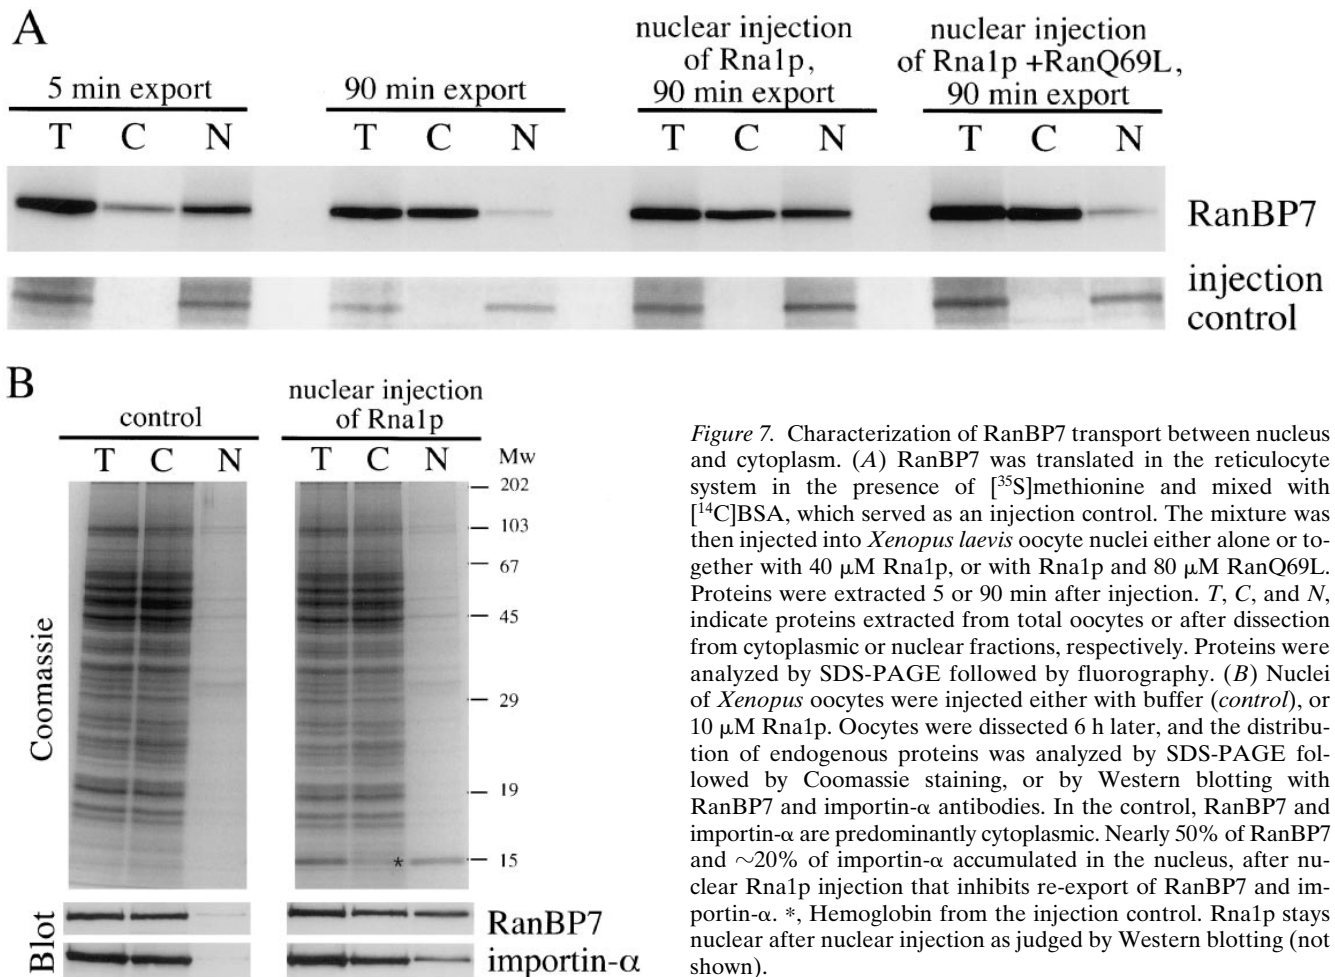 A
5 min export
90 min export
nuclear injection
of Rna1p,
90 min export
nuclear injection
of Rna1p +RanQ69L,
90 min export
T C N T C N T C N T C N
RanBP7
injection
control
B
control
nuclear injection
of Rna1p
T C N T C N Mw
202
103
67
45
29
19
* 15
Coomassie
Blot
RanBP7
importin-α
Figure 7. Characterization of RanBP7 transport between nucleus
and cytoplasm. (A) RanBP7 was translated in the reticulocyte
system in the presence of [³⁵S]methionine and mixed with
[¹⁴C]BSA, which served as an injection control. The mixture was
then injected into Xenopus laevis oocyte nuclei either alone or to-
gether with 40 μM Rna1p, or with Rna1p and 80 μM RanQ69L.
Proteins were extracted 5 or 90 min after injection. T, C, and N,
indicate proteins extracted from total oocytes or after dissection
from cytoplasmic or nuclear fractions, respectively. Proteins were
analyzed by SDS-PAGE followed by fluorography. (B) Nuclei
of Xenopus oocytes were injected either with buffer (control), or
10 μM Rna1p. Oocytes were dissected 6 h later, and the distribu-
tion of endogenous proteins was analyzed by SDS-PAGE fol-
lowed by Coomassie staining, or by Western blotting with
RanBP7 and importin-α antibodies. In the control, RanBP7 and
importin-α are predominantly cytoplasmic. Nearly 50% of RanBP7
and ~20% of importin-α accumulated in the nucleus, after nu-
clear Rna1p injection that inhibits re-export of RanBP7 and im-
portin-α. *, Hemoglobin from the injection control. Rna1p stays
nuclear after nuclear injection as judged by Western blotting (not
shown).